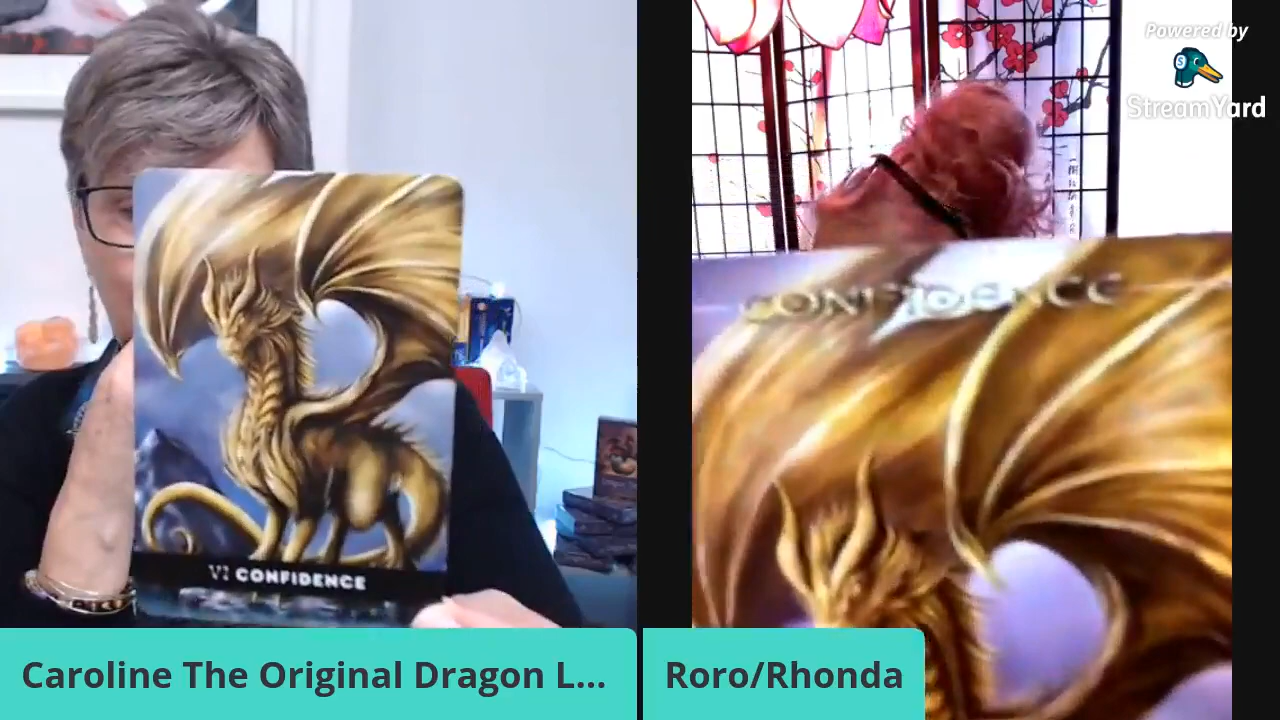 Powered by
S
StreamYard
CONFIDENCE
VI CONFIDENCE
Caroline The Original Dragon L...
Roro/Rhonda